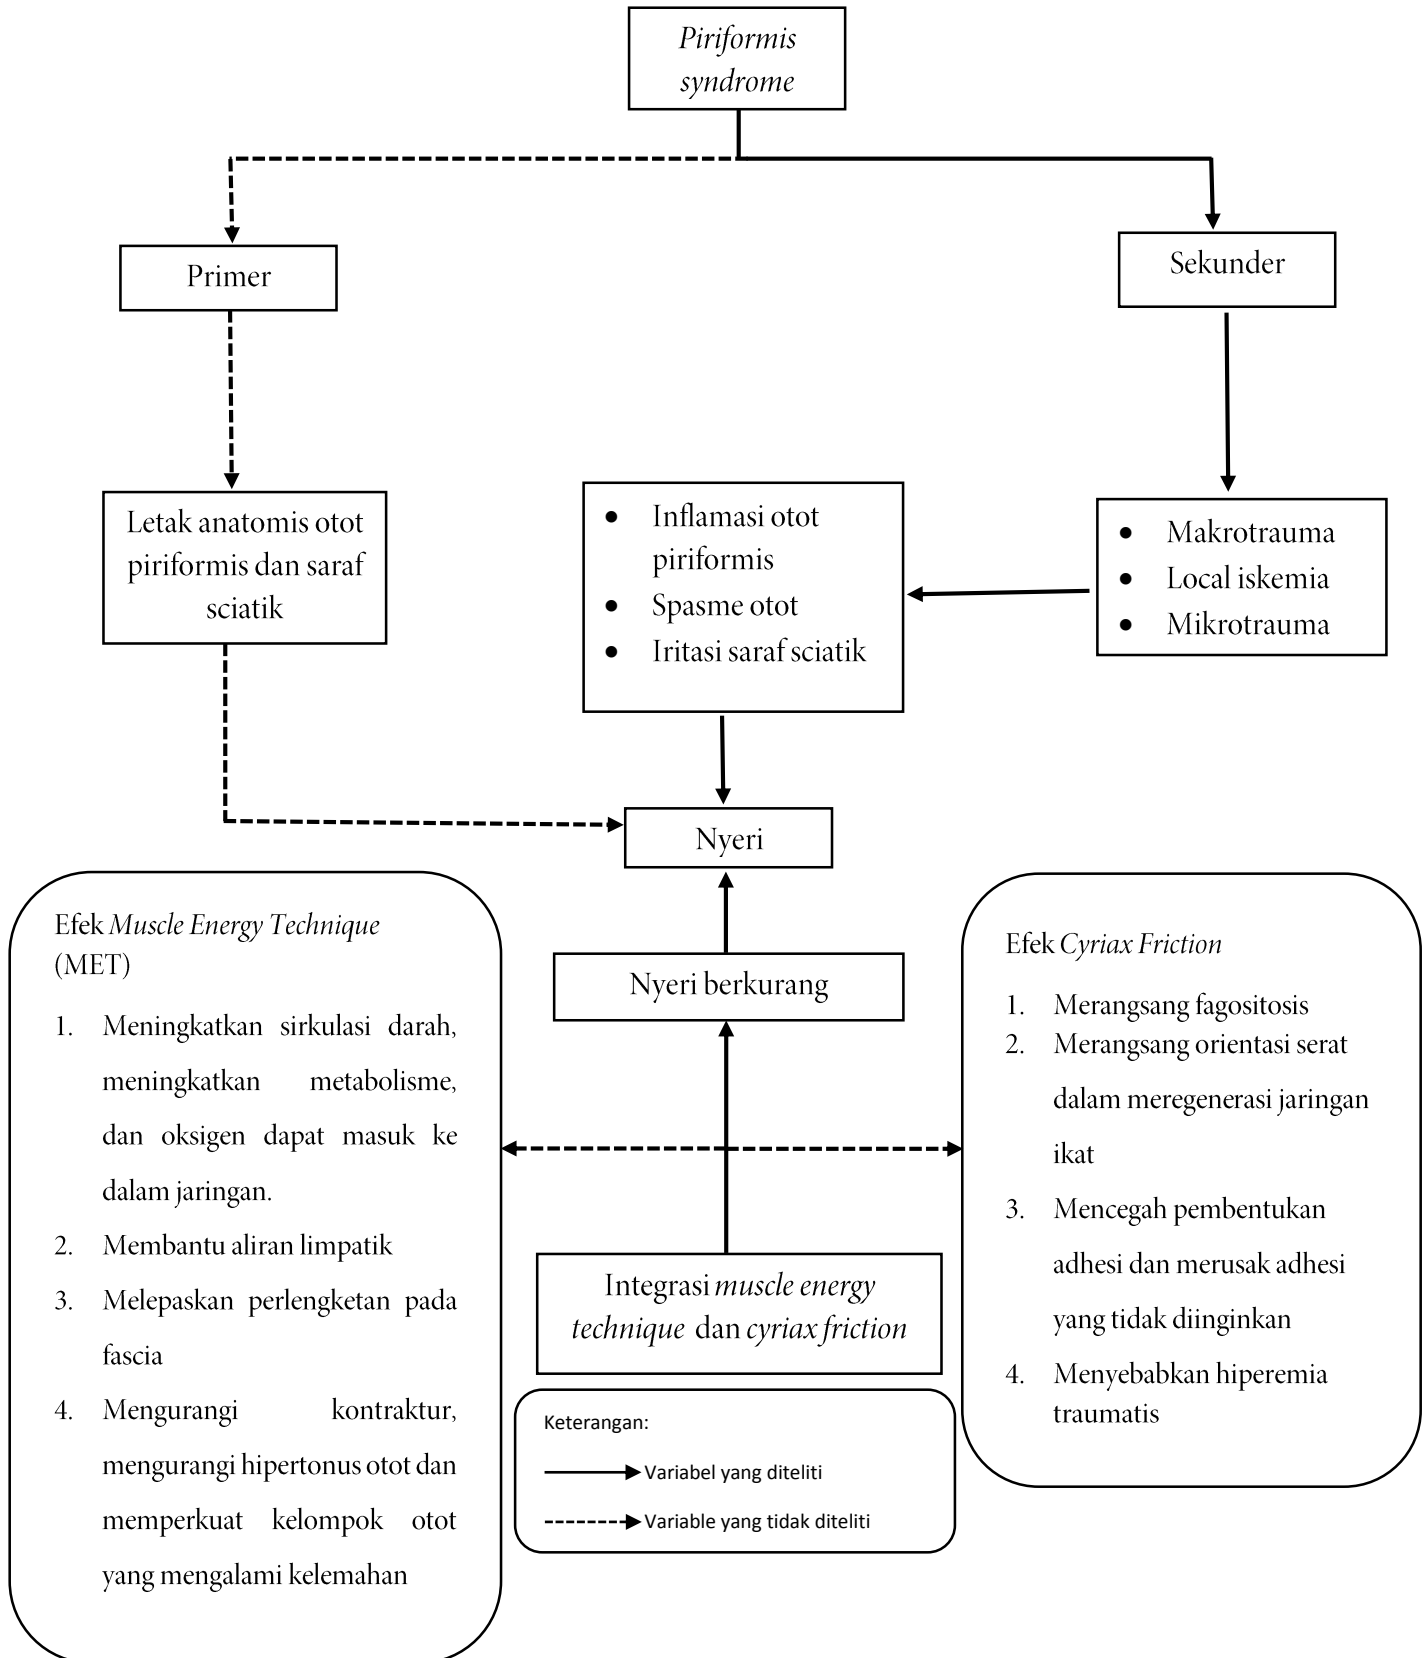 Piriformis
syndrome
Primer
Sekunder
Letak anatomis otot
piriformis dan saraf
sciatik
• Inflamasi otot
piriformis
• Spasme otot
• Iritasi saraf sciatik
• Makrotrauma
• Local iskemia
• Mikrotrauma
Nyeri
Nyeri berkurang
Efek Muscle Energy Technique
(MET)
1. Meningkatkan sirkulasi darah,
meningkatkan metabolisme,
dan oksigen dapat masuk ke
dalam jaringan.
2. Membantu aliran limpatik
3. Melepaskan perlengketan pada
fascia
4. Mengurangi kontraktur,
mengurangi hipertonus otot dan
memperkuat kelompok otot
yang mengalami kelemahan
Efek Cyriax Friction
1. Merangsang fagositosis
2. Merangsang orientasi serat
dalam meregenerasi jaringan
ikat
3. Mencegah pembentukan
adhesi dan merusak adhesi
yang tidak diinginkan
4. Menyebabkan hiperemia
traumatis
Integrasi muscle energy
technique dan cyriax friction
Keterangan:
Variabel yang diteliti
Variable yang tidak diteliti